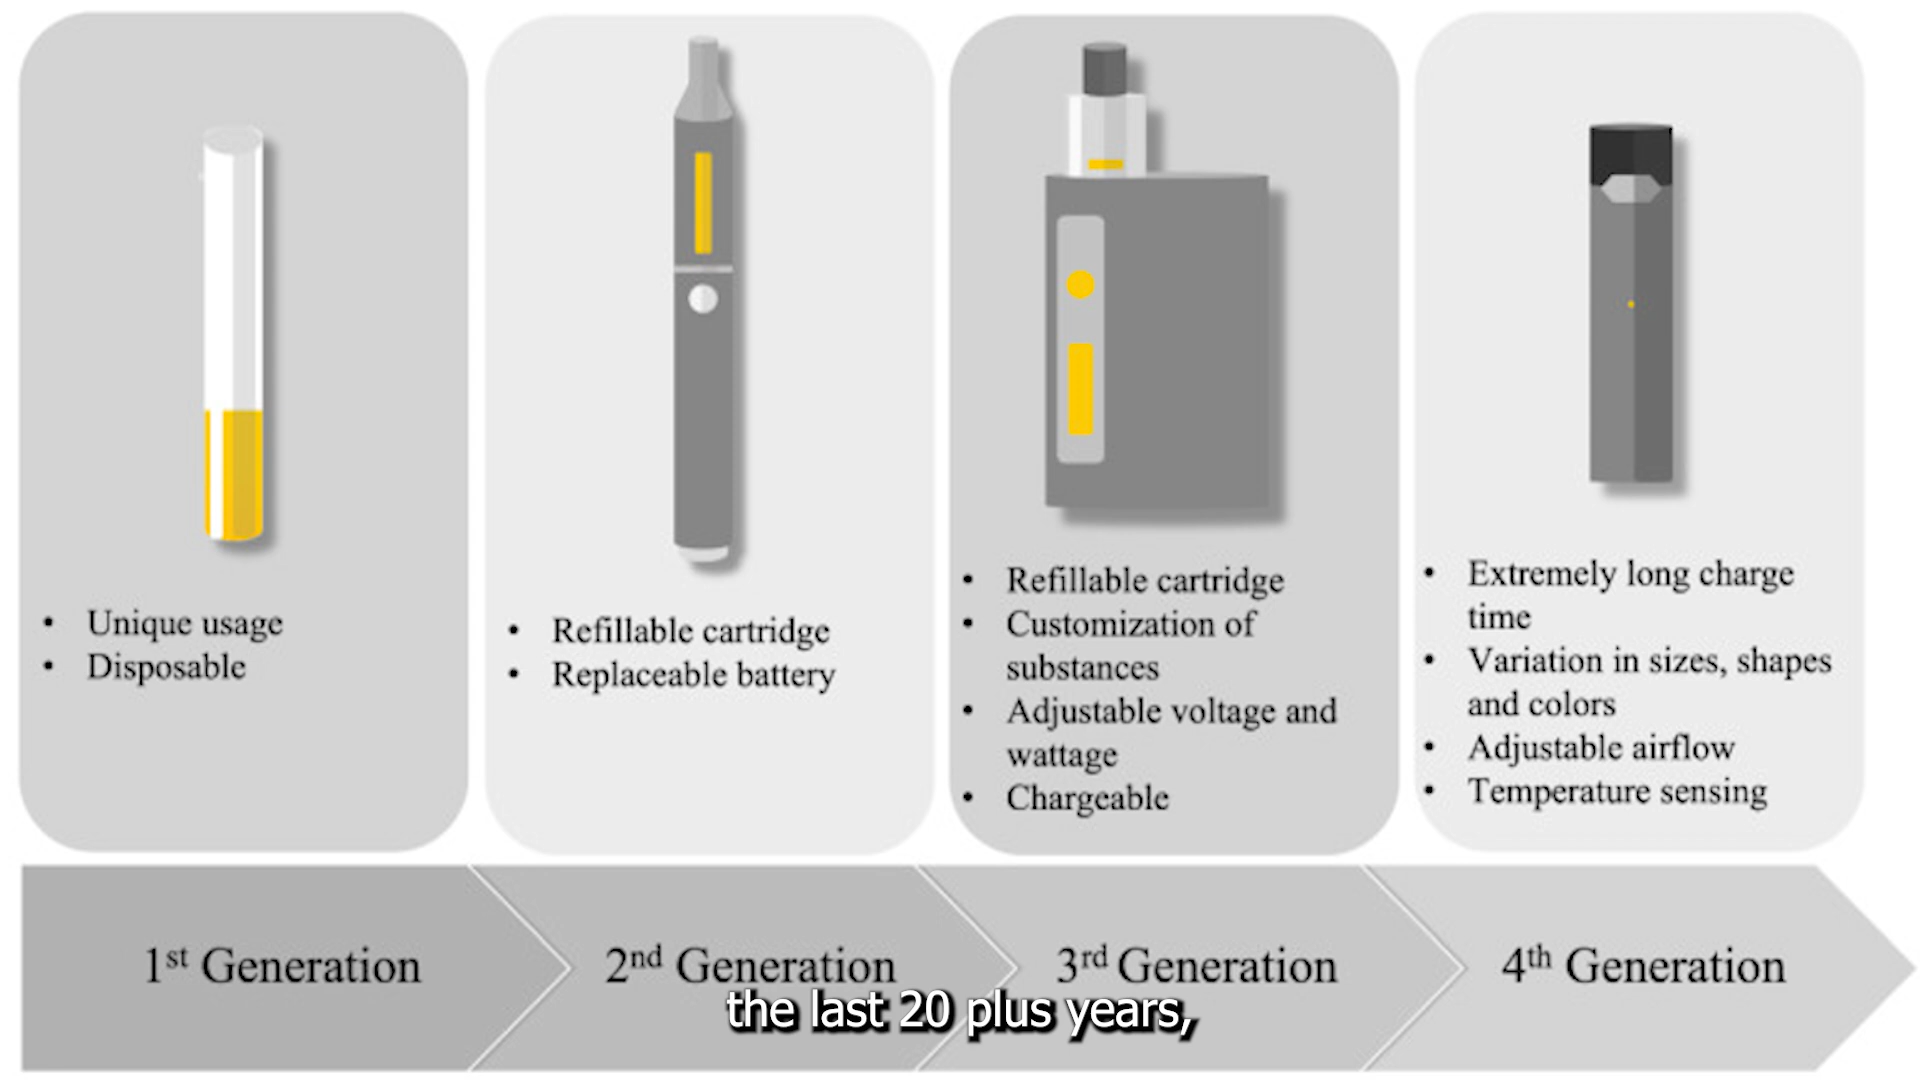 • Unique usage
• Disposable
• Refillable cartridge
• Replaceable battery
• Refillable cartridge
• Customization of
substances
• Adjustable voltage and
wattage
• Chargeable
• Extremely long charge
time
• Variation in sizes, shapes
and colors
• Adjustable airflow
• Temperature sensing
1st Generation
2nd Generation
3rd Generation
4th Generation
the last 20 plus years,